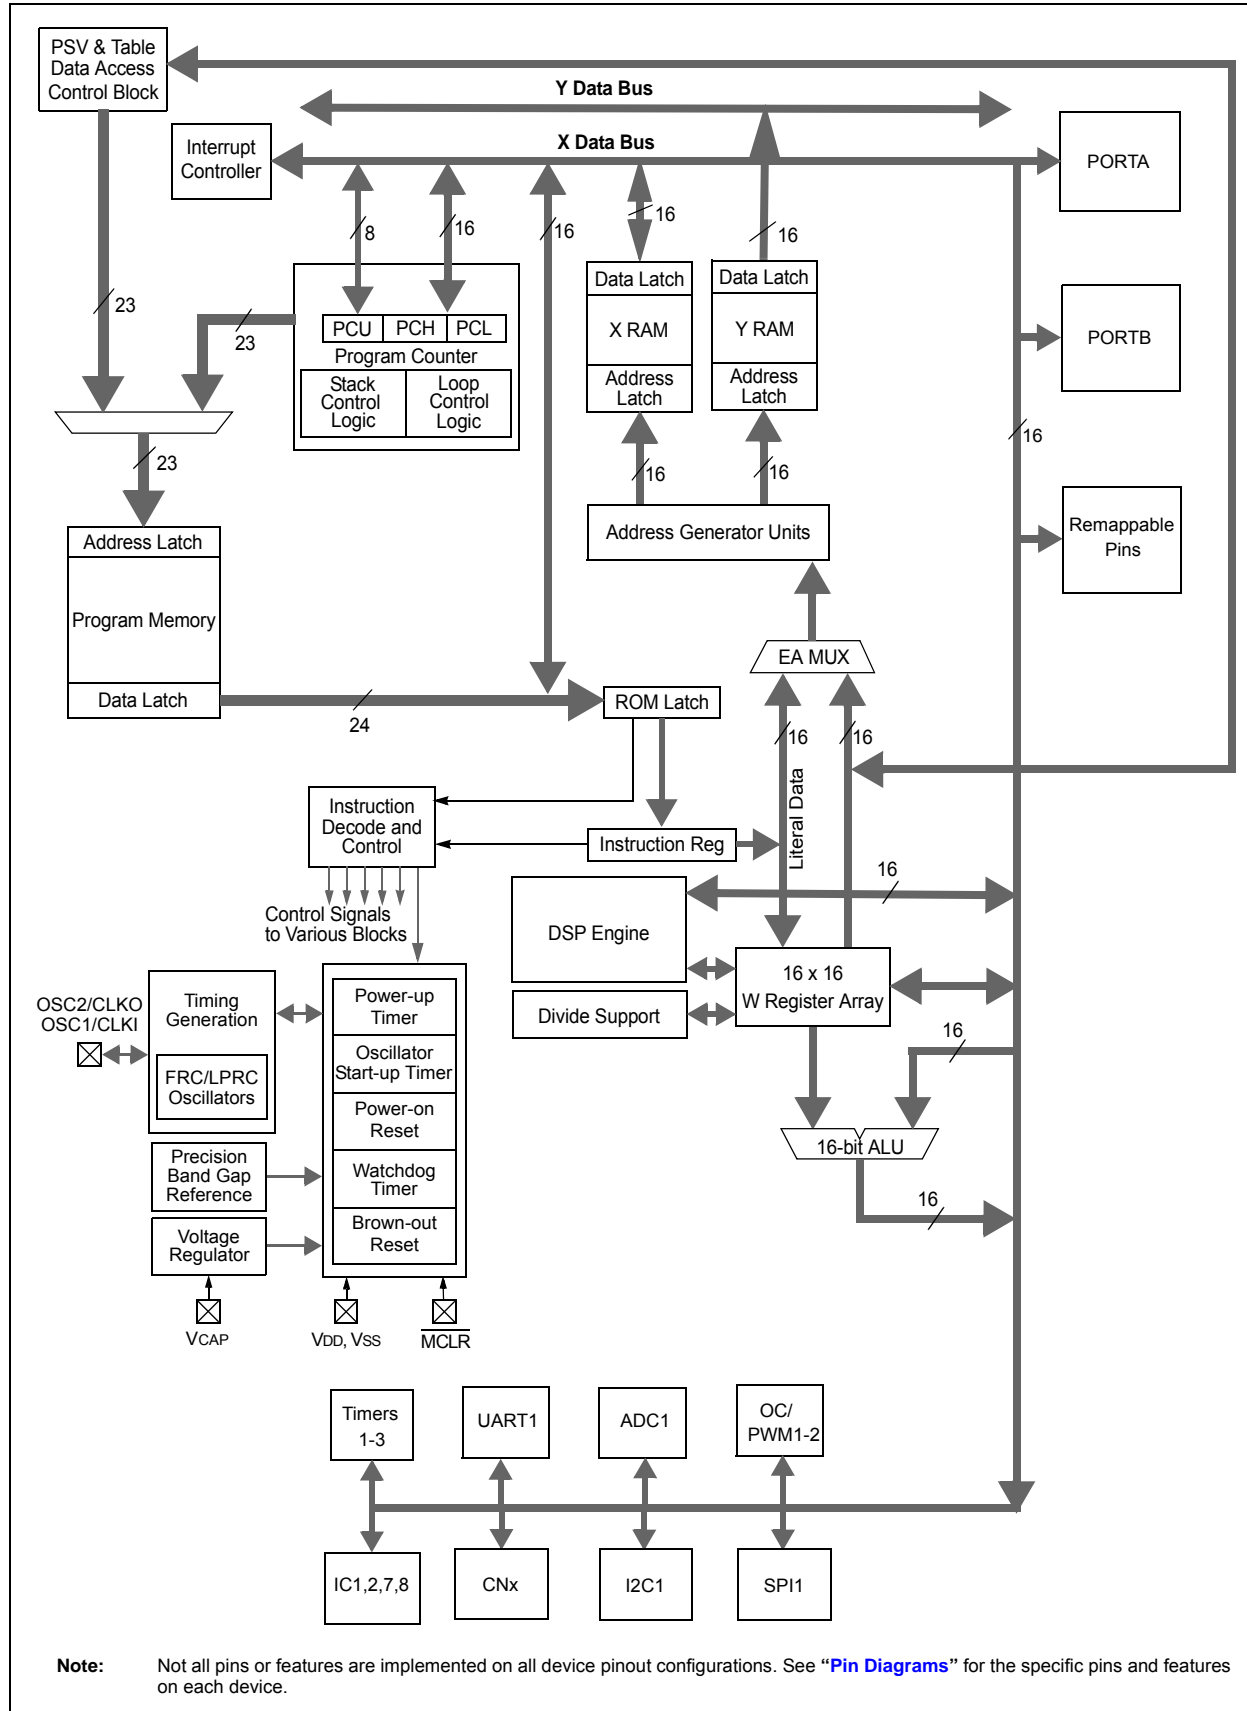 PSV & Table
Data Access
Control Block
Y Data Bus
X Data Bus
Interrupt
Controller
PORTA
8
16
16
16
16
Data Latch
X RAM
Address
Latch
Data Latch
Y RAM
Address
Latch
PORTB
23
23
PCU
PCH
PCL
Program Counter
Stack
Control
Logic
Loop
Control
Logic
16
23
16
16
Address Generator Units
Remappable
Pins
Address Latch
Program Memory
Data Latch
24
EA MUX
ROM Latch
16
16
Literal Data
Instruction
Decode and
Control
Instruction Reg
16
Control Signals
to Various Blocks
DSP Engine
16 x 16
W Register Array
Divide Support
OSC2/CLKO
OSC1/CLKI
Timing
Generation
FRC/LPRC
Oscillators
Power-up
Timer
Oscillator
Start-up Timer
Power-on
Reset
Watchdog
Timer
Brown-out
Reset
16
16-bit ALU
16
Precision
Band Gap
Reference
Voltage
Regulator
VCAP
VDD, VSS
MCLR
Timers
1-3
UART1
ADC1
OC/
PWM1-2
IC1,2,7,8
CNx
I2C1
SPI1
Note: Not all pins or features are implemented on all device pinout configurations. See “Pin Diagrams” for the specific pins and features
on each device.